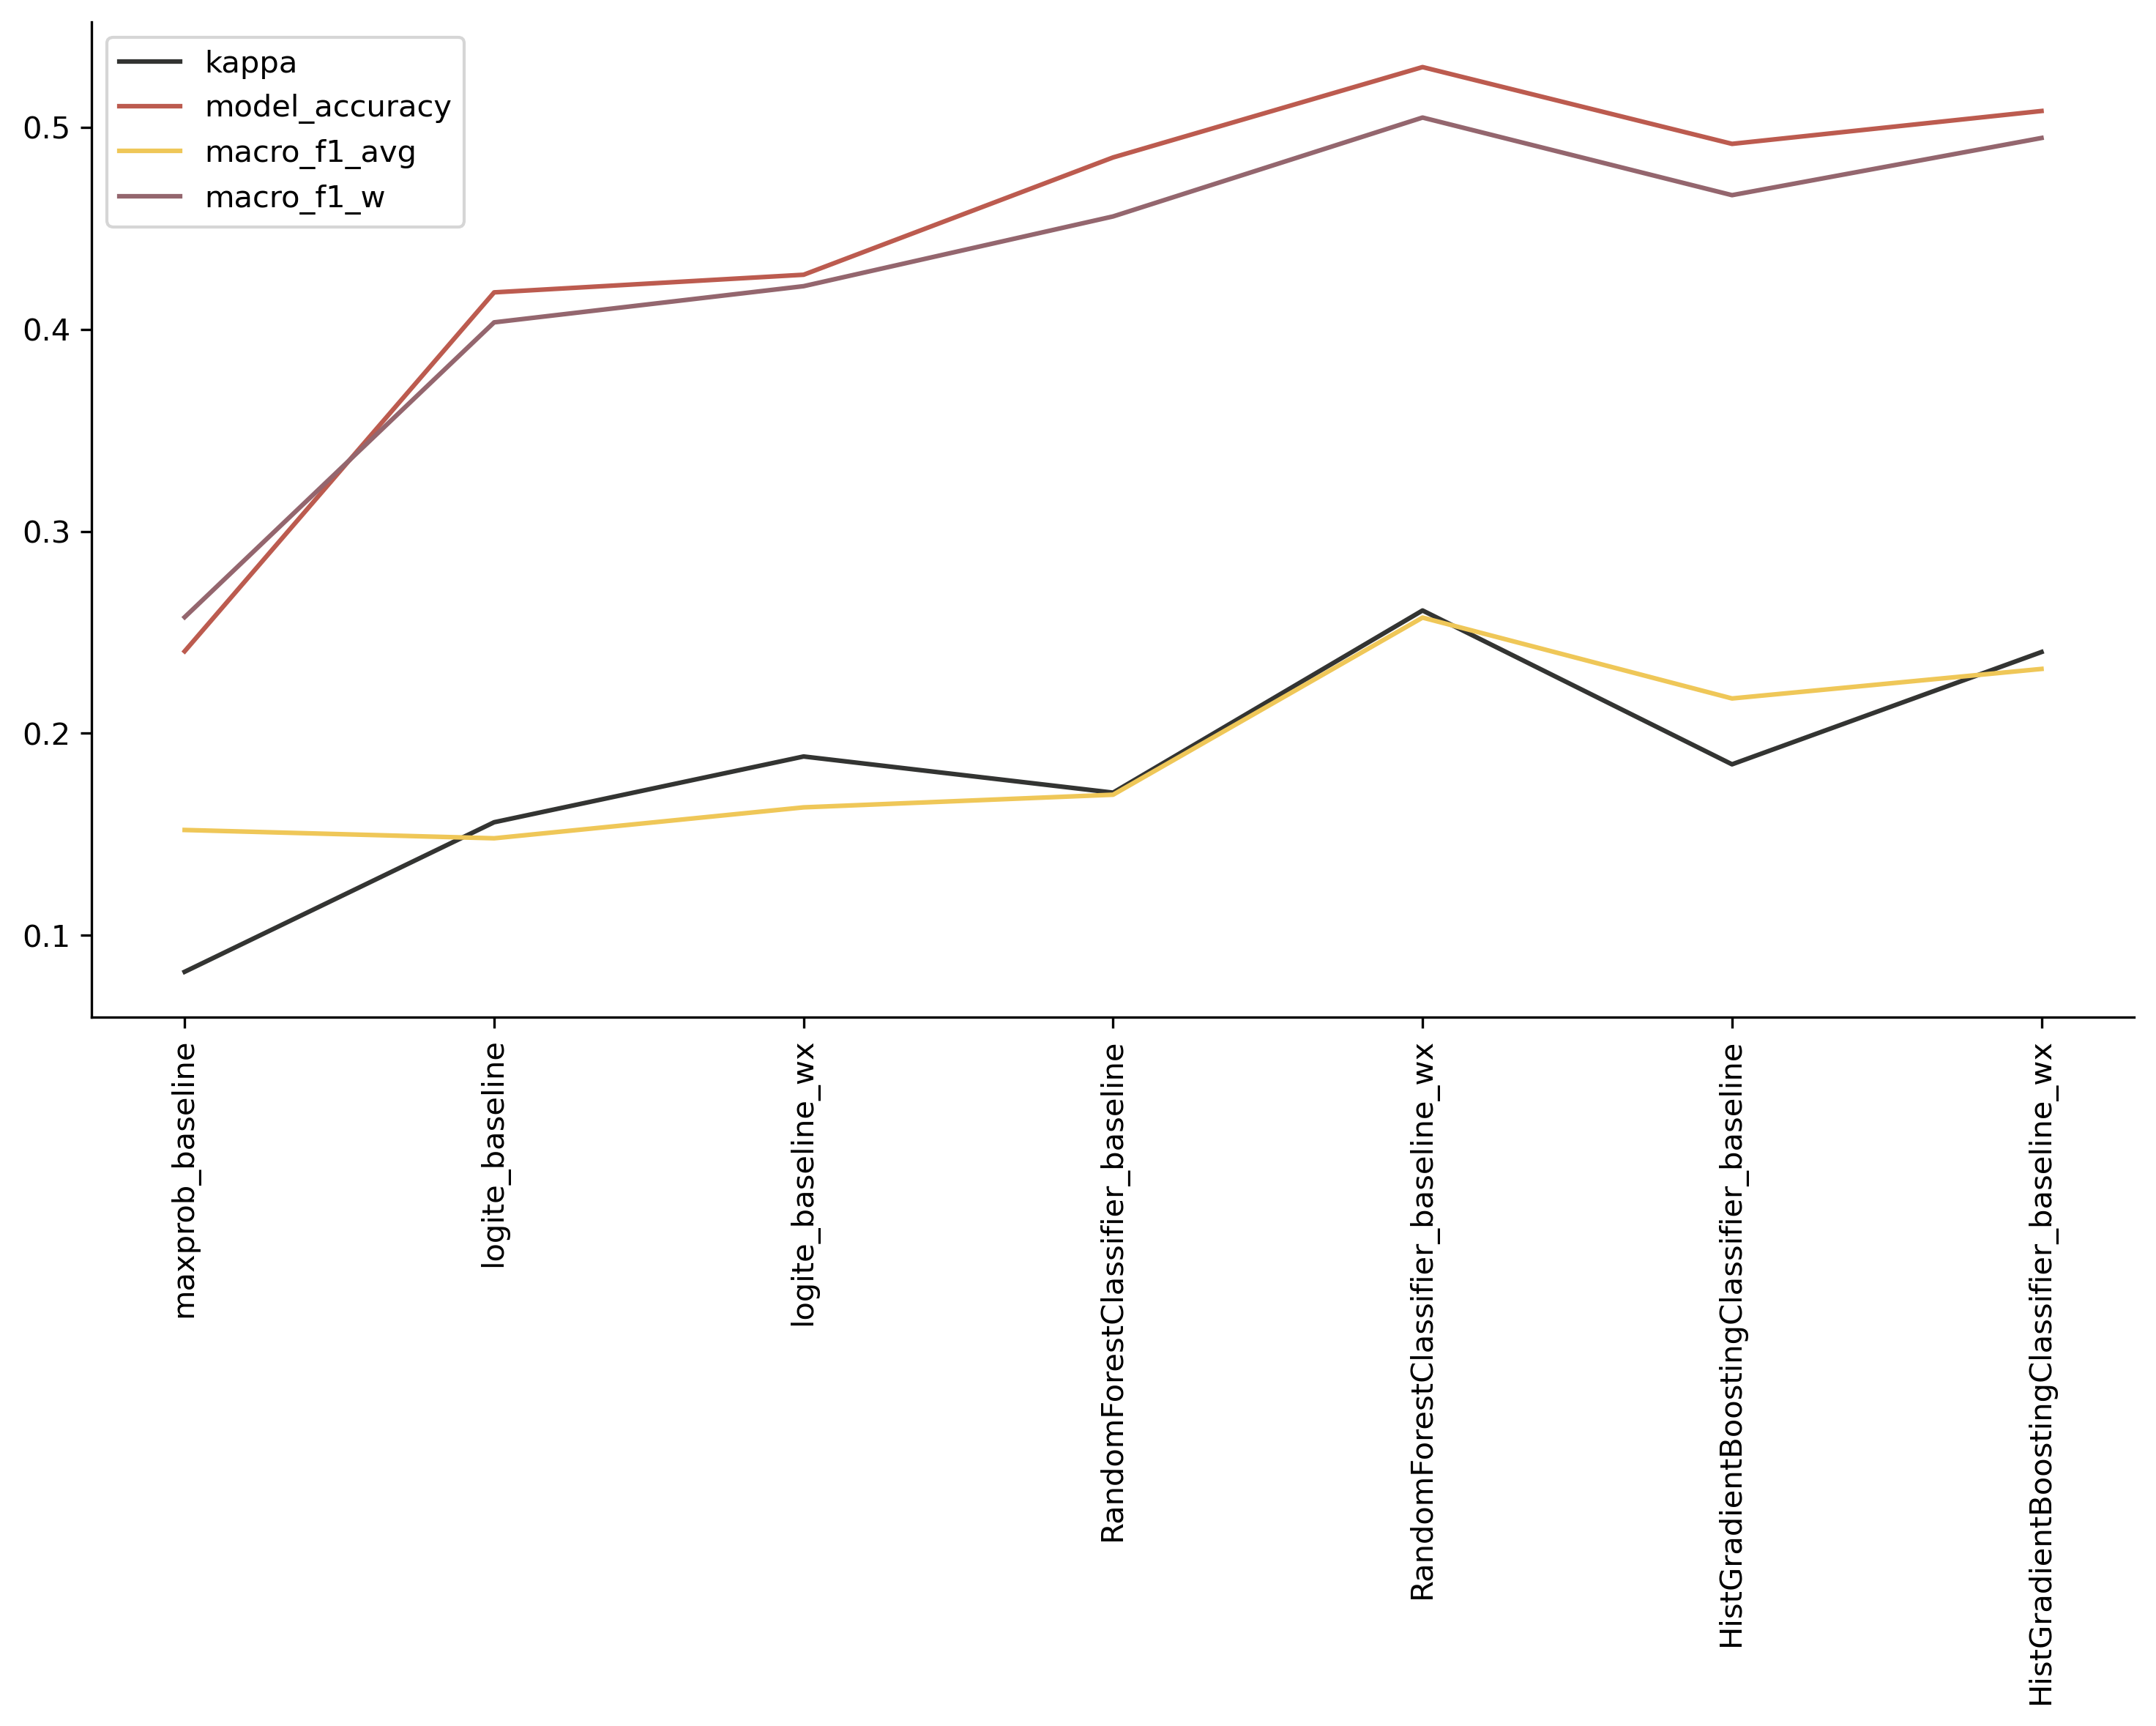 kappa
model_accuracy
macro_f1_avg
macro_f1_w
0.5
0.4
0.3
0.2
0.1
maxprob_baseline
logite_baseline
logite_baseline_wx
RandomForestClassifier_baseline
RandomForestClassifier_baseline_wx
HistGradientBoostingClassifier_baseline
HistGradientBoostingClassifier_baseline_wx